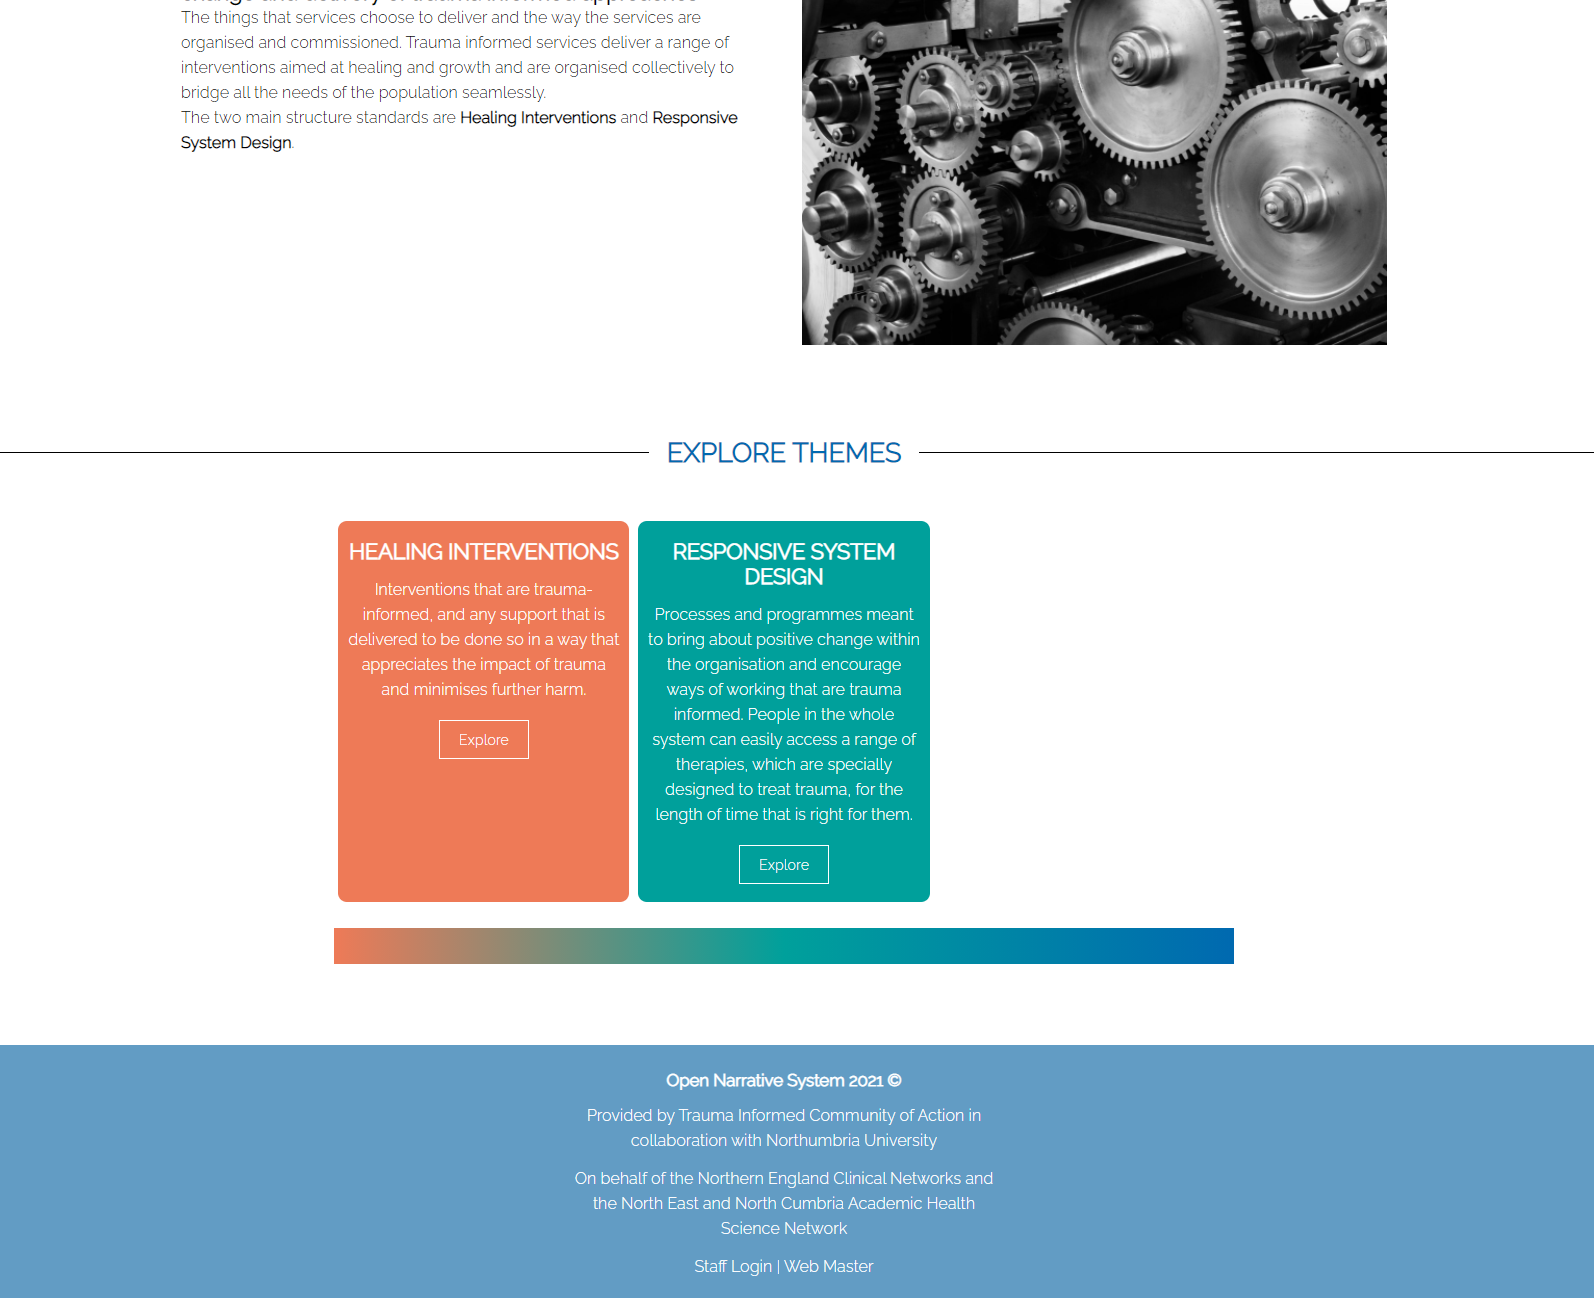 change and delivery of trauma informed approaches
The things that services choose to deliver and the way the services are
organised and commissioned. Trauma informed services deliver a range of
interventions aimed at healing and growth and are organised collectively to
bridge all the needs of the population seamlessly.
The two main structure standards are Healing Interventions and Responsive
System Design.
EXPLORE THEMES
HEALING INTERVENTIONS
Interventions that are trauma-
informed, and any support that is
delivered to be done so in a way that
appreciates the impact of trauma
and minimises further harm.
Explore
RESPONSIVE SYSTEM
DESIGN
Processes and programmes meant
to bring about positive change within
the organisation and encourage
ways of working that are trauma
informed. People in the whole
system can easily access a range of
therapies, which are specially
designed to treat trauma, for the
length of time that is right for them.
Explore
Open Narrative System 2021 ©
Provided by Trauma Informed Community of Action in
collaboration with Northumbria University
On behalf of the Northern England Clinical Networks and
the North East and North Cumbria Academic Health
Science Network
Staff Login | Web Master